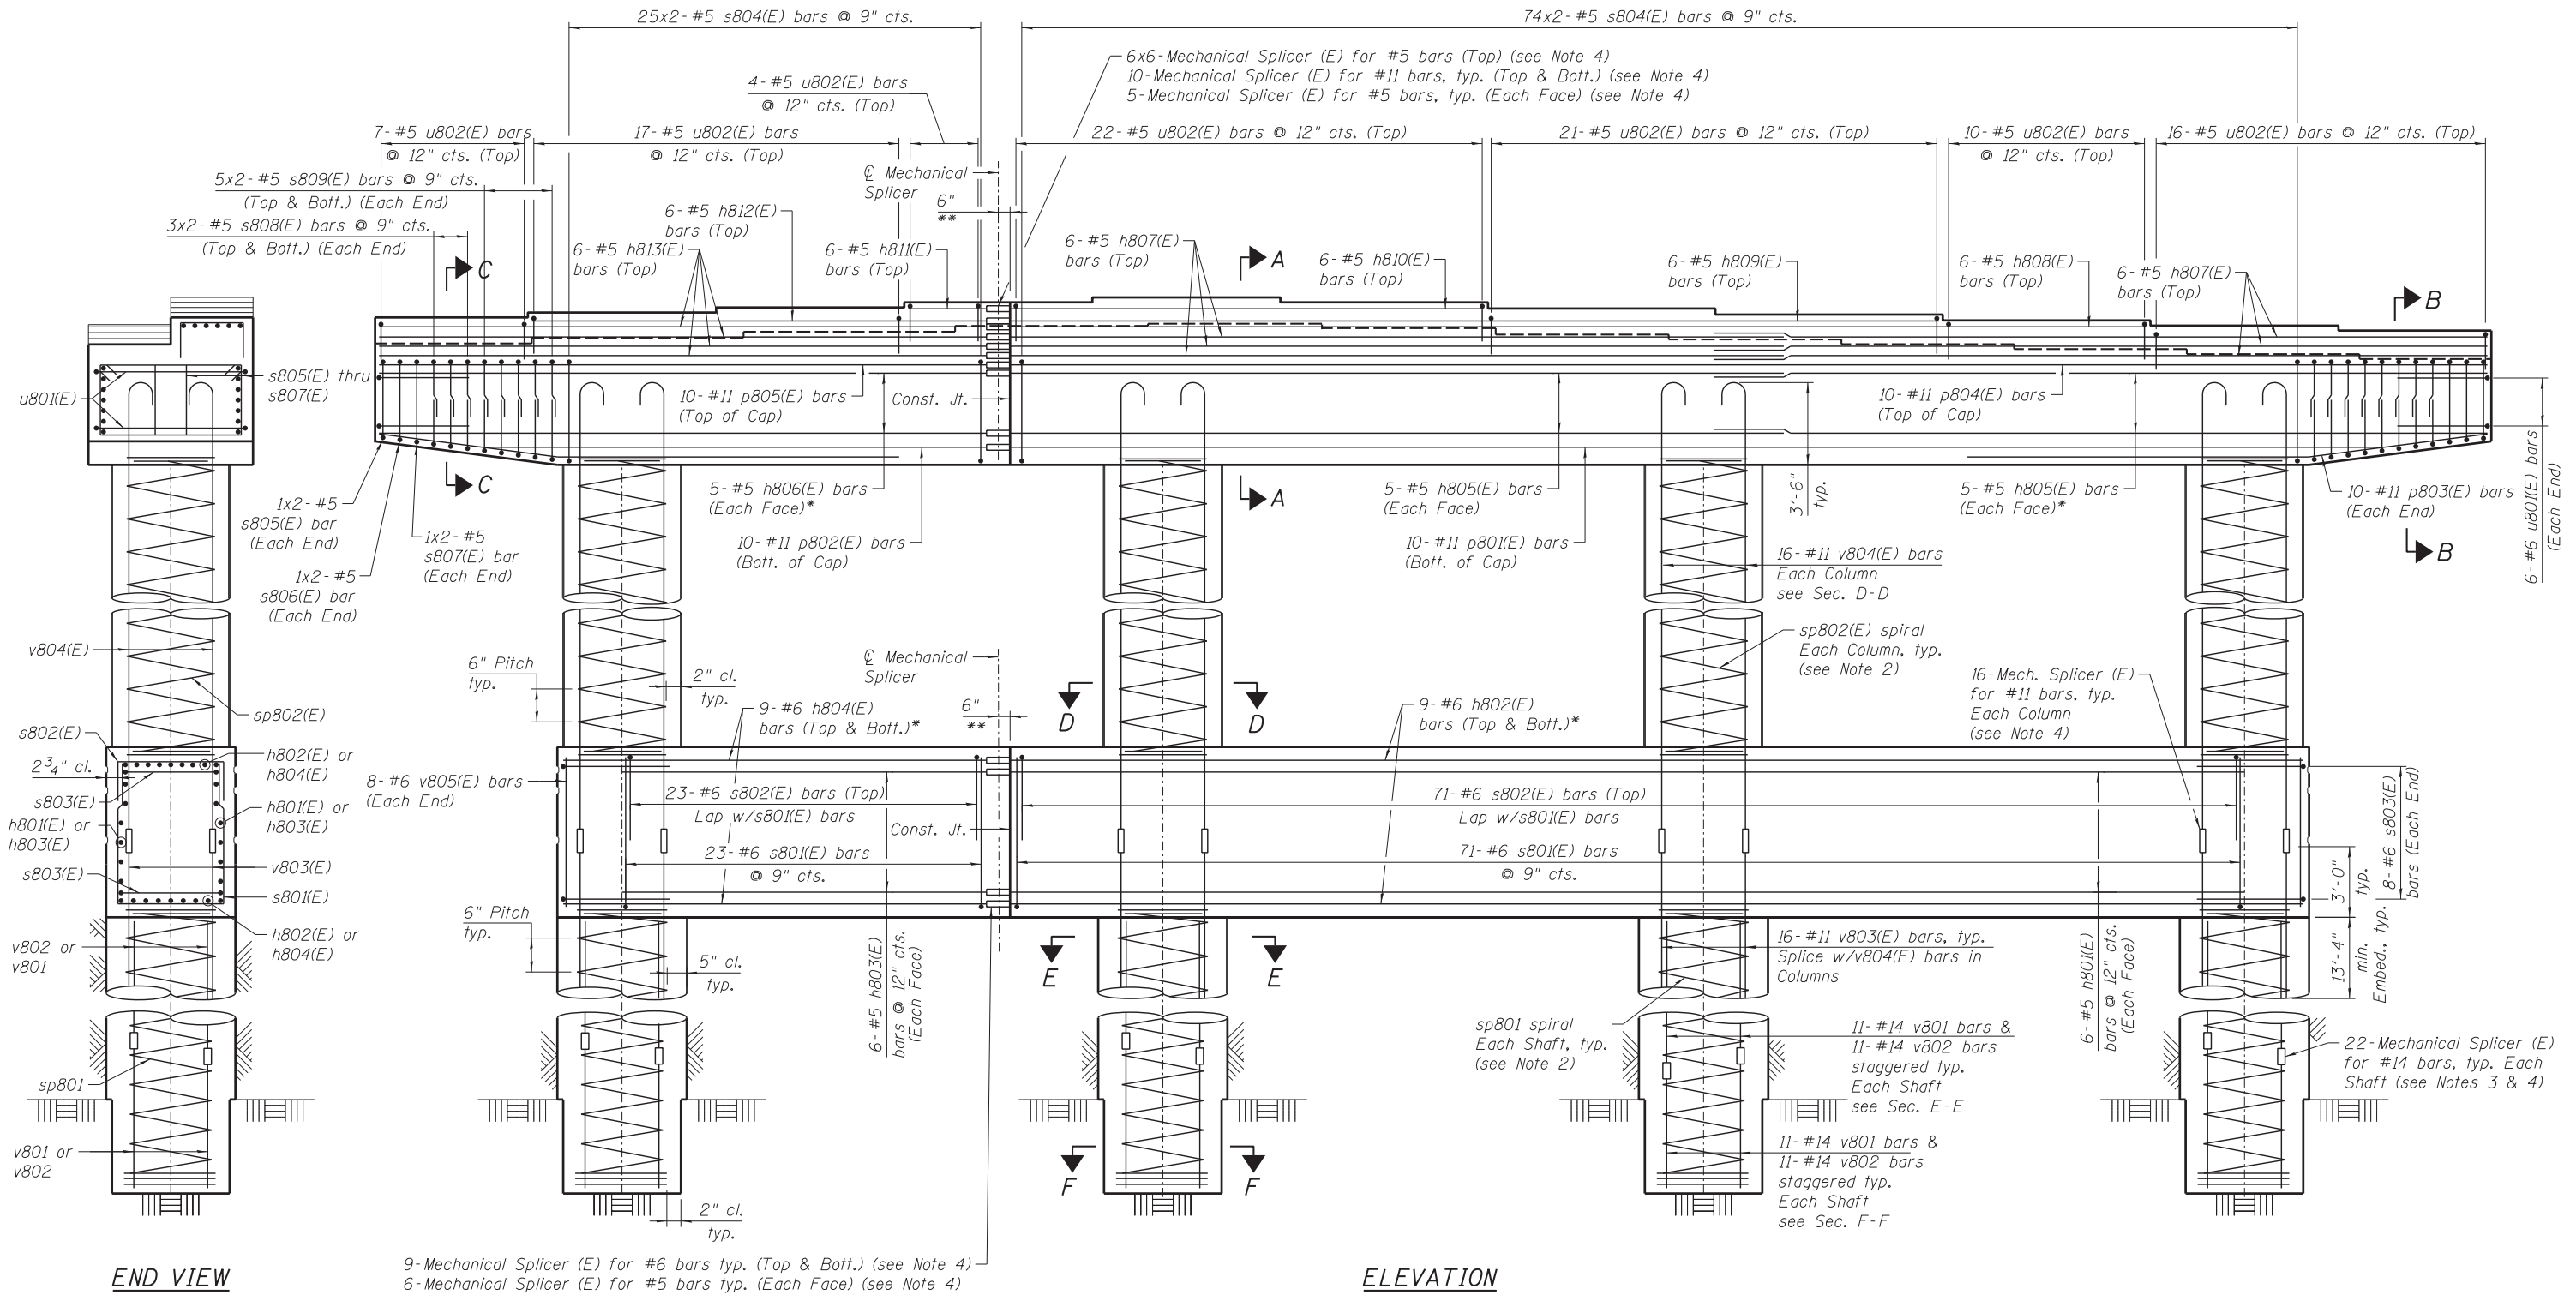 25x2-#5 s804(E) bars @ 9" cts.
74x2-#5 s804(E) bars @ 9" cts.
6x6-Mechanical Splicer (E) for #5 bars (Top) (see Note 4)
10-Mechanical Splicer (E) for #11 bars, typ. (Top & Bott.) (see Note 4)
5-Mechanical Splicer (E) for #5 bars, typ. (Each Face) (see Note 4)
4-#5 u802(E) bars
@ 12" cts. (Top)
7-#5 u802(E) bars
@ 12" cts. (Top)
17-#5 u802(E) bars
@ 12" cts. (Top)
22-#5 u802(E) bars @ 12" cts. (Top)
21-#5 u802(E) bars @ 12" cts. (Top)
10-#5 u802(E) bars
@ 12" cts. (Top)
16-#5 u802(E) bars @ 12" cts. (Top)
℄ Mechanical
Splicer
6"
**
5x2-#5 s809(E) bars @ 9" cts.
(Top & Bott.) (Each End)
3x2-#5 s808(E) bars @ 9" cts.
(Top & Bott.) (Each End)
6-#5 h812(E)
bars (Top)
6-#5 h813(E)
bars (Top)
6-#5 h811(E)
bars (Top)
6-#5 h807(E)
bars (Top)
6-#5 h810(E)
bars (Top)
6-#5 h809(E)
bars (Top)
6-#5 h808(E)
bars (Top)
6-#5 h807(E)
bars (Top)
C
A
B
s805(E) thru
s807(E)
u801(E)
10-#11 p805(E) bars
(Top of Cap)
Const. Jt.
10-#11 p804(E) bars
(Top of Cap)
6-#6 u801(E) bars
(Each End)
C
A
B
1x2-#5
s805(E) bar
(Each End)
1x2-#5
s807(E) bar
(Each End)
1x2-#5
s806(E) bar
(Each End)
5-#5 h806(E) bars
(Each Face)*
10-#11 p802(E) bars
(Bott. of Cap)
5-#5 h805(E) bars
(Each Face)
10-#11 p801(E) bars
(Bott. of Cap)
3'-6"
typ.
5-#5 h805(E) bars
(Each Face)*
10-#11 p803(E) bars
(Each End)
16-#11 v804(E) bars
Each Column
see Sec. D-D
v804(E)
sp802(E)
6" Pitch
typ.
2" cl.
typ.
℄ Mechanical
Splicer
6"
**
D
D
sp802(E) spiral
Each Column, typ.
(see Note 2)
16-Mech. Splicer (E)
for #11 bars, typ.
Each Column
(see Note 4)
s802(E)
2 3/4" cl.
s803(E)
h801(E) or
h803(E)
s803(E)
h802(E) or
h804(E)
h801(E) or
h803(E)
v803(E)
s801(E)
h802(E) or
h804(E)
8-#6 v805(E) bars
(Each End)
9-#6 h804(E)
bars (Top & Bott.)*
9-#6 h802(E)
bars (Top & Bott.)*
23-#6 s802(E) bars (Top)
Lap w/s801(E) bars
23-#6 s801(E) bars
@ 9" cts.
Const. Jt.
71-#6 s802(E) bars (Top)
Lap w/s801(E) bars
71-#6 s801(E) bars
@ 9" cts.
8-#6 s803(E)
bars (Each End)
3'-0"
typ.
13'-4"
min.
Embed., typ.
v802 or
v801
6" Pitch
typ.
5" cl.
typ.
6-#5 h803(E)
bars @ 12" cts.
(Each Face)
E
E
16-#11 v803(E) bars, typ.
Splice w/v804(E) bars in
Columns
6-#5 h801(E)
bars @ 12" cts.
(Each Face)
sp801 spiral
Each Shaft, typ.
(see Note 2)
11-#14 v801 bars &
11-#14 v802 bars
staggered typ.
Each Shaft
see Sec. E-E
22-Mechanical Splicer (E)
for #14 bars, typ. Each
Shaft (see Notes 3 & 4)
sp801
v801 or
v802
F
F
11-#14 v801 bars &
11-#14 v802 bars
staggered typ.
Each Shaft
see Sec. F-F
2" cl.
typ.
9-Mechanical Splicer (E) for #6 bars typ. (Top & Bott.) (see Note 4)
6-Mechanical Splicer (E) for #5 bars typ. (Each Face) (see Note 4)
END VIEW
ELEVATION